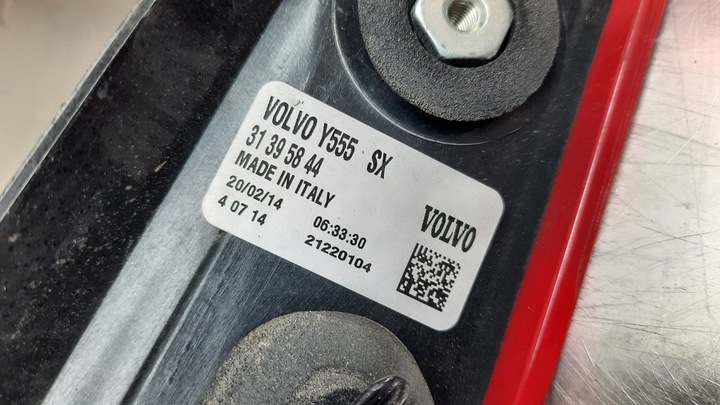 VOLVO Y555 SX
31 39 58 44
MADE IN ITALY
20/02/14 06:33:30
4 07 14 21220104
VOLVO